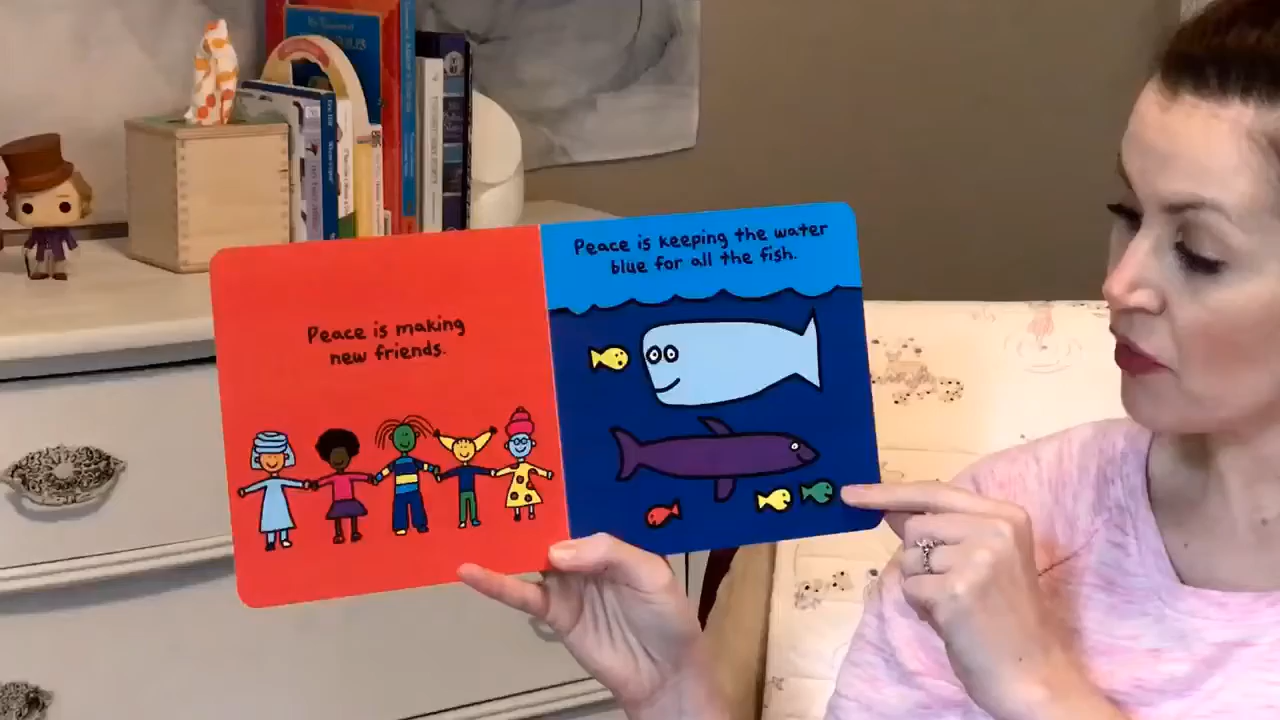 Peace is making
new friends.
Peace is keeping the water
blue for all the fish.